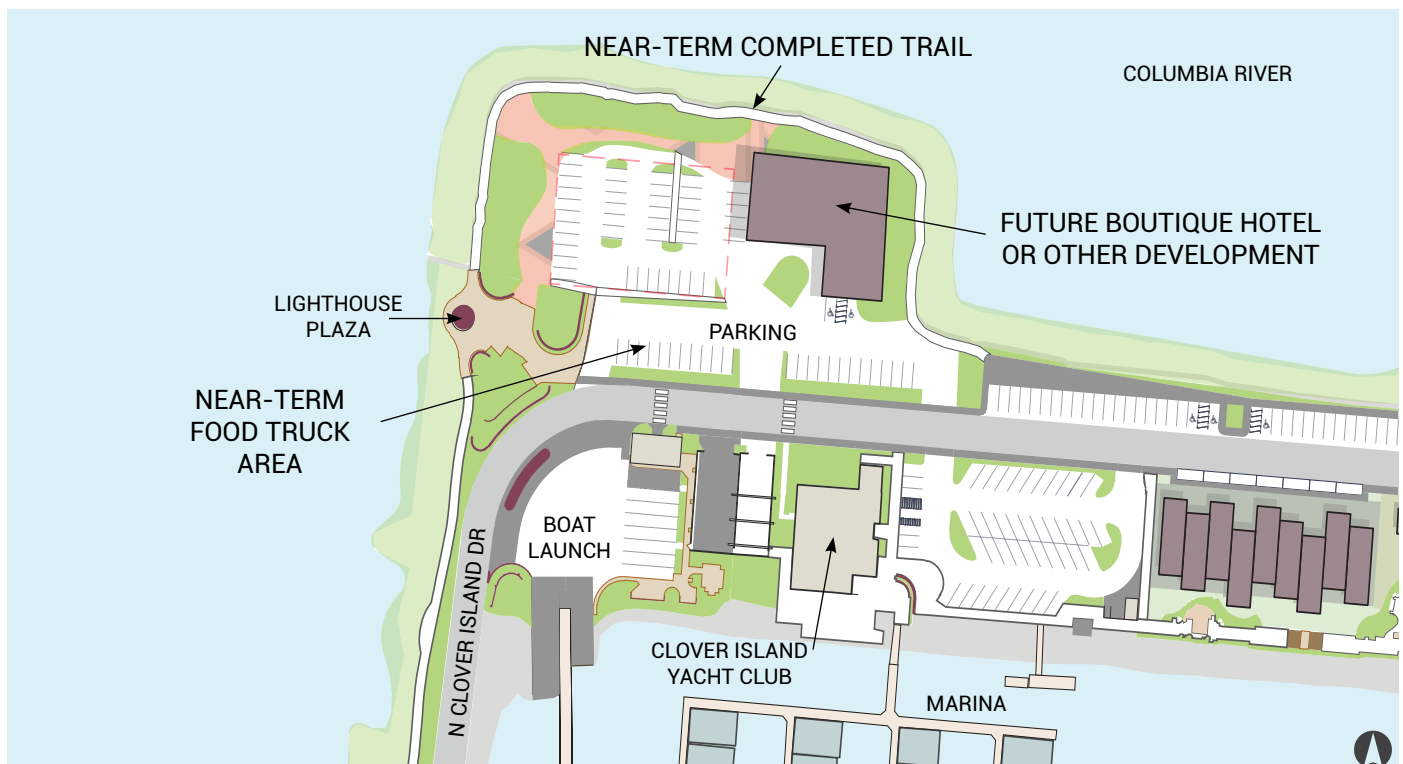 NEAR-TERM COMPLETED TRAIL
COLUMBIA RIVER
FUTURE BOUTIQUE HOTEL
OR OTHER DEVELOPMENT
LIGHTHOUSE
PLAZA
PARKING
NEAR-TERM
FOOD TRUCK
AREA
BOAT
LAUNCH
N CLOVER ISLAND DR
CLOVER ISLAND
YACHT CLUB
MARINA